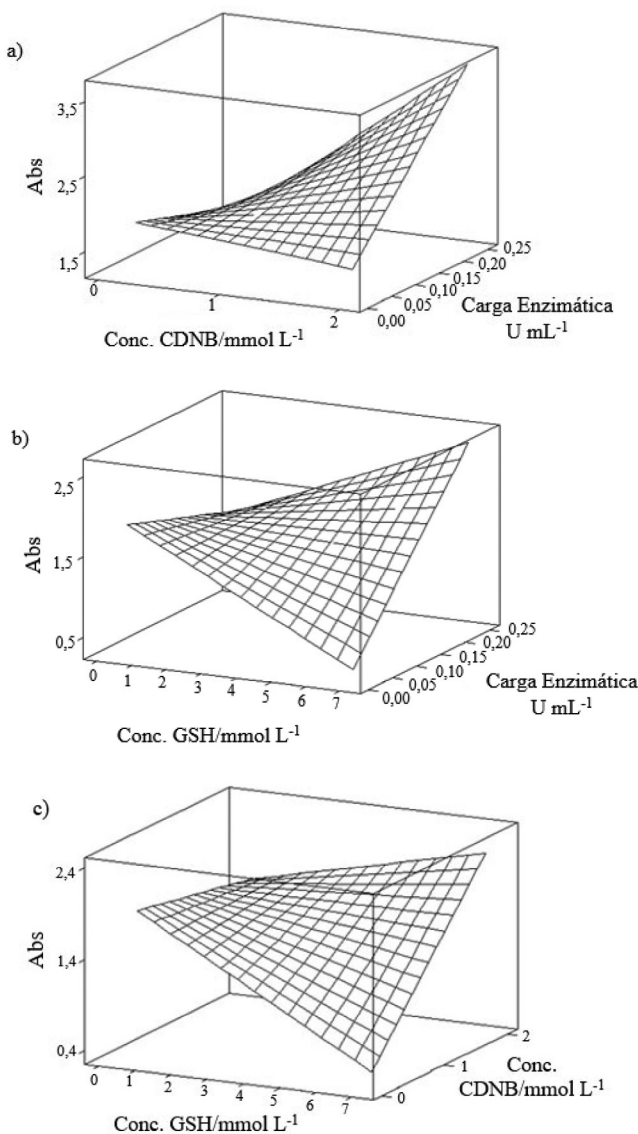 a)
3,5
2,5
1,5
Abs
0
1
2
Conc. CDNB/mmol L⁻¹
0,00
0,05
0,10
0,15
0,20
0,25
Carga Enzimática
U mL⁻¹
b)
2,5
1,5
0,5
Abs
0
1
2
3
4
5
6
7
Conc. GSH/mmol L⁻¹
0,00
0,05
0,10
0,15
0,20
0,25
Carga Enzimática
U mL⁻¹
c)
2,4
1,4
0,4
Abs
0
1
2
3
4
5
6
7
Conc. GSH/mmol L⁻¹
0
1
2
Conc.
CDNB/mmol L⁻¹